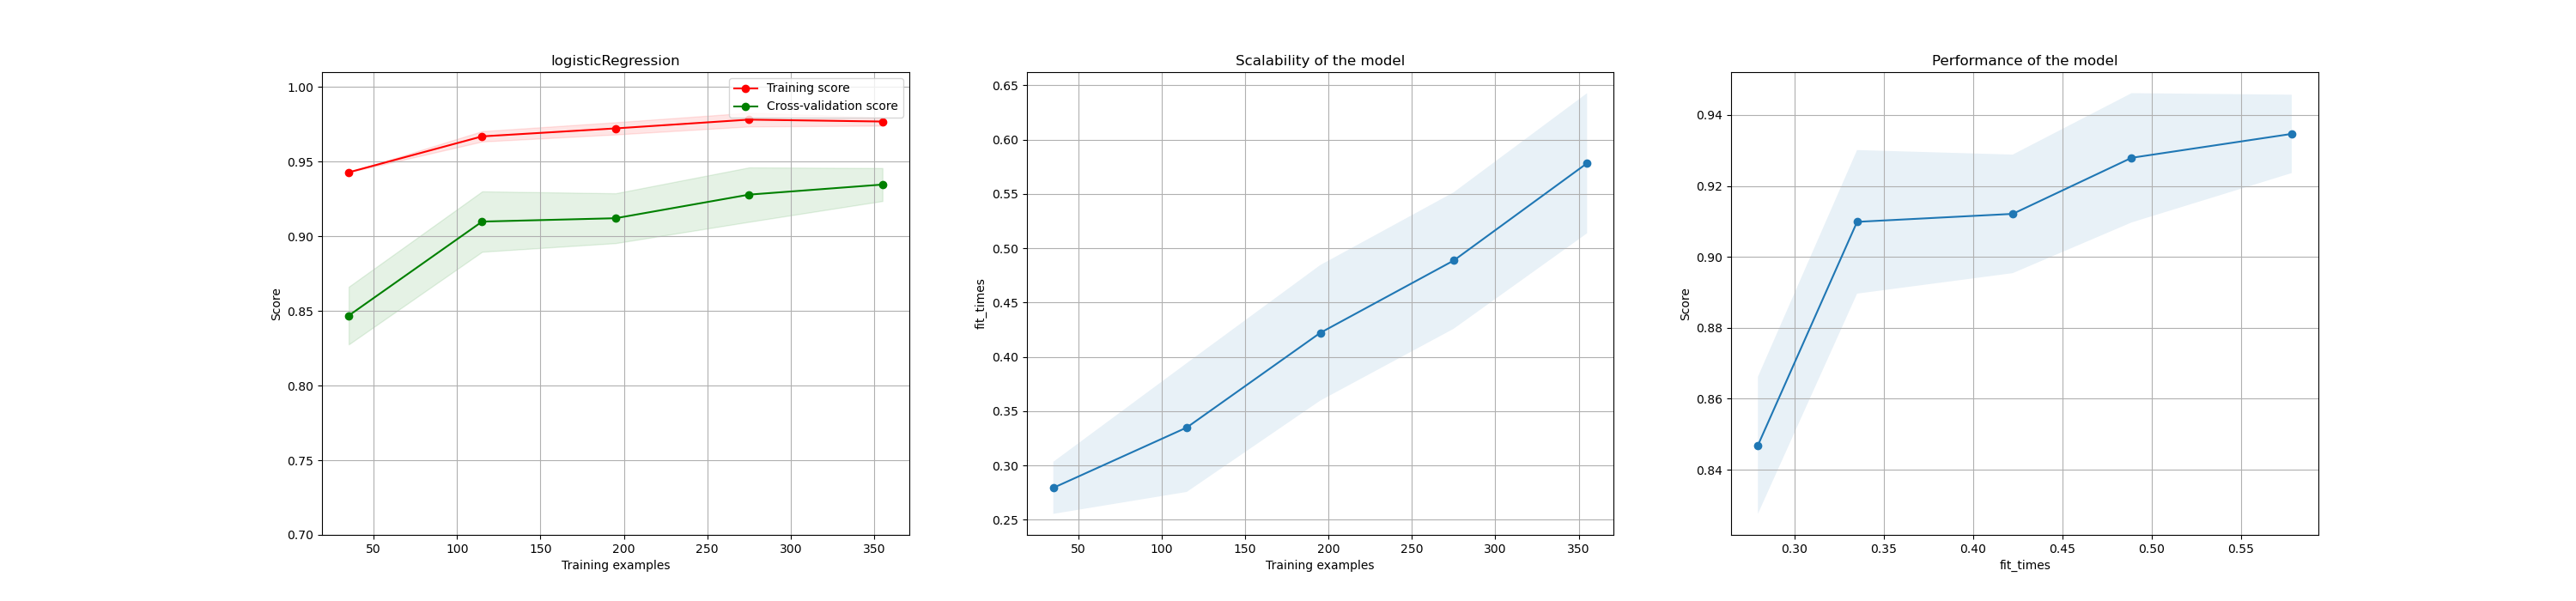 logisticRegression
1.00
0.95
0.90
0.85
0.80
0.75
0.70
Score
Training score
Cross-validation score
50 100 150 200 250 300 350
Training examples
Scalability of the model
0.65
0.60
0.55
0.50
0.45
0.40
0.35
0.30
0.25
fit_times
50 100 150 200 250 300 350
Training examples
Performance of the model
0.94
0.92
0.90
0.88
0.86
0.84
Score
0.30 0.35 0.40 0.45 0.50 0.55
fit_times